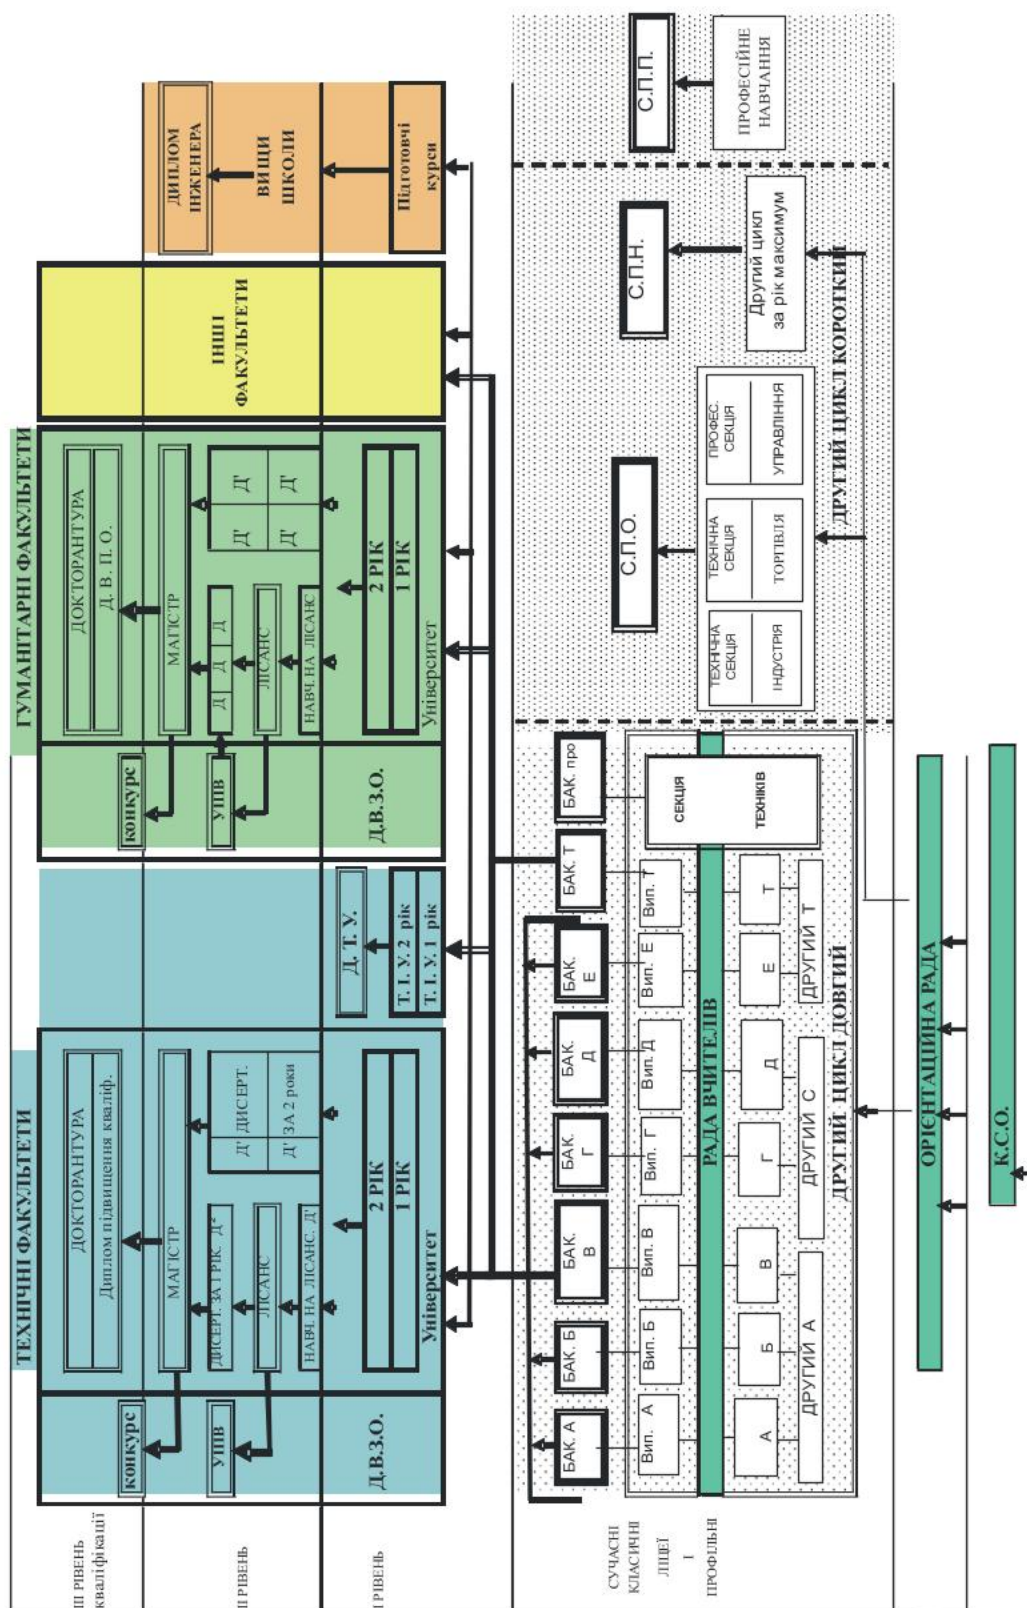 ТЕХНІЧНІ ФАКУЛЬТЕТИ
ГУМАНІТАРНІ ФАКУЛЬТЕТИ
ІІІ РІВЕНЬ
кваліфікації
конкурс
ДОКТОРАНТУРА
Диплом підвищення кваліф.
МАГІСТР
конкурс
ДОКТОРАНТУРА
Д. В. П. О.
МАГІСТР
ДИПЛОМ
ІНЖЕНЕРА
ІНШІ
ФАКУЛЬТЕТИ
ВИЩИ
ШКОЛИ
ІІ РІВЕНЬ
УПІВ
ДИСЕРТ. ЗА 1 РІК. Д"
ЛІСАНС
НАВЧ. НА ЛІСАНС. Д'
Д' ДИСЕРТ.
Д' ЗА 2 роки
УПІВ
Д Д Д
ЛІСАНС
НАВЧ. НА ЛІСАНС
Д' Д'
Д' Д'
І РІВЕНЬ
Д.В.З.О.
2 РІК
1 РІК
Університет
Д. Т. У.
Т. І. У. 2 рік
Т. І. У. 1 рік
Д.В.З.О.
2 РІК
1 РІК
Університет
Підготовчі
курси
БАК. А
БАК. Б
БАК.
В
БАК.
Г
БАК.
Д
БАК.
Е
БАК. Т
БАК. про
С.П.О.
С.П.Н.
С.П.П.
СУЧАСНІ
КЛАСИЧНІ
ЛІЦЕЇ
І
ПРОФІЛЬНІ
Вип. А
Вип. Б
Вип. В
Вип. Г
Вип. Д
Вип. Е
Вип. Т
СЕКЦІЯ
ТЕХНІКІВ
РАДА ВЧИТЕЛІВ
А
Б
В
Г
Д
Е
Т
ДРУГИЙ А
ДРУГИЙ С
ДРУГИЙ Т
ДРУГИЙ ЦИКЛ ДОВГИЙ
ТЕХНІЧНА
СЕКЦІЯ
ІНДУСТРІЯ
ТЕХНІЧНА
СЕКЦІЯ
ТОРГІВЛЯ
ПРОФЕС.
СЕКЦІЯ
УПРАВЛІННЯ
Другий цикл
за рік максимум
ПРОФЕСІЙНЕ
НАВЧАННЯ
ДРУГИЙ ЦИКЛ КОРОТКИЙ
ОРІЄНТАЦІЙНА РАДА
К.С.О.